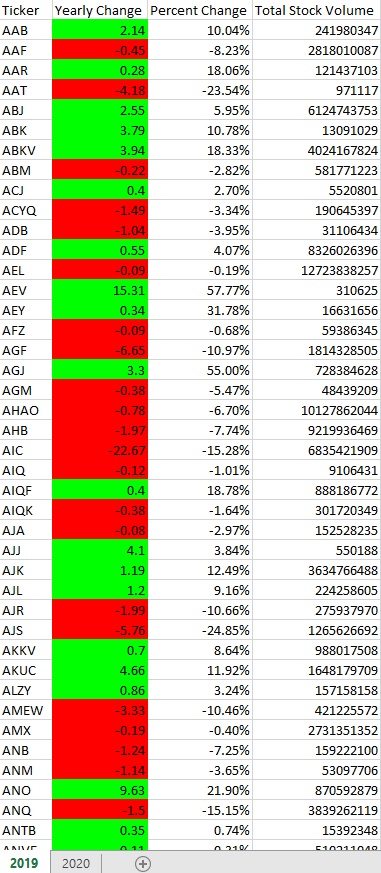 Ticker Yearly Change Percent Change Total Stock Volume
AAB 2.14 10.04% 241980347
AAF -0.45 -8.23% 2818010087
AAR 0.28 18.06% 121437103
AAT -4.18 -23.54% 971117
ABJ 2.55 5.95% 6124743753
ABK 3.79 10.78% 13091029
ABKV 3.94 18.33% 4024167824
ABM -0.22 -2.82% 581771223
ACJ 0.4 2.70% 5520801
ACYQ -1.49 -3.34% 190645397
ADB -1.04 -3.95% 31106434
ADF 0.55 4.07% 8326026396
AEL -0.09 -0.19% 12723838257
AEV 15.31 57.77% 310625
AEY 0.34 31.78% 16631656
AFZ -0.09 -0.68% 59386345
AGF -6.65 -10.97% 1814328505
AGJ 3.3 55.00% 728384628
AGM -0.38 -5.47% 48439209
AHAO -0.78 -6.70% 10127862044
AHB -1.97 -7.74% 9219936469
AIC -22.67 -15.28% 6835421909
AIQ -0.12 -1.01% 9106431
AIQF 0.4 18.78% 888186772
AIQK -0.38 -1.64% 301720349
AJA -0.08 -2.97% 152528235
AJJ 4.1 3.84% 550188
AJK 1.19 12.49% 3634766488
AJL 1.2 9.16% 224258605
AJR -1.99 -10.66% 275937970
AJS -5.76 -24.85% 1265626692
AKKV 0.7 8.64% 988017508
AKUC 4.66 11.92% 1648179709
ALZY 0.86 3.24% 157158158
AMEW -3.33 -10.46% 421225572
AMX -0.19 -0.40% 2731351352
ANB -1.24 -7.25% 159222100
ANM -1.14 -3.65% 53097706
ANO 9.63 21.90% 870592879
ANQ -1.5 -15.15% 3839262119
ANTB 0.35 0.74% 15392348
2019 2020